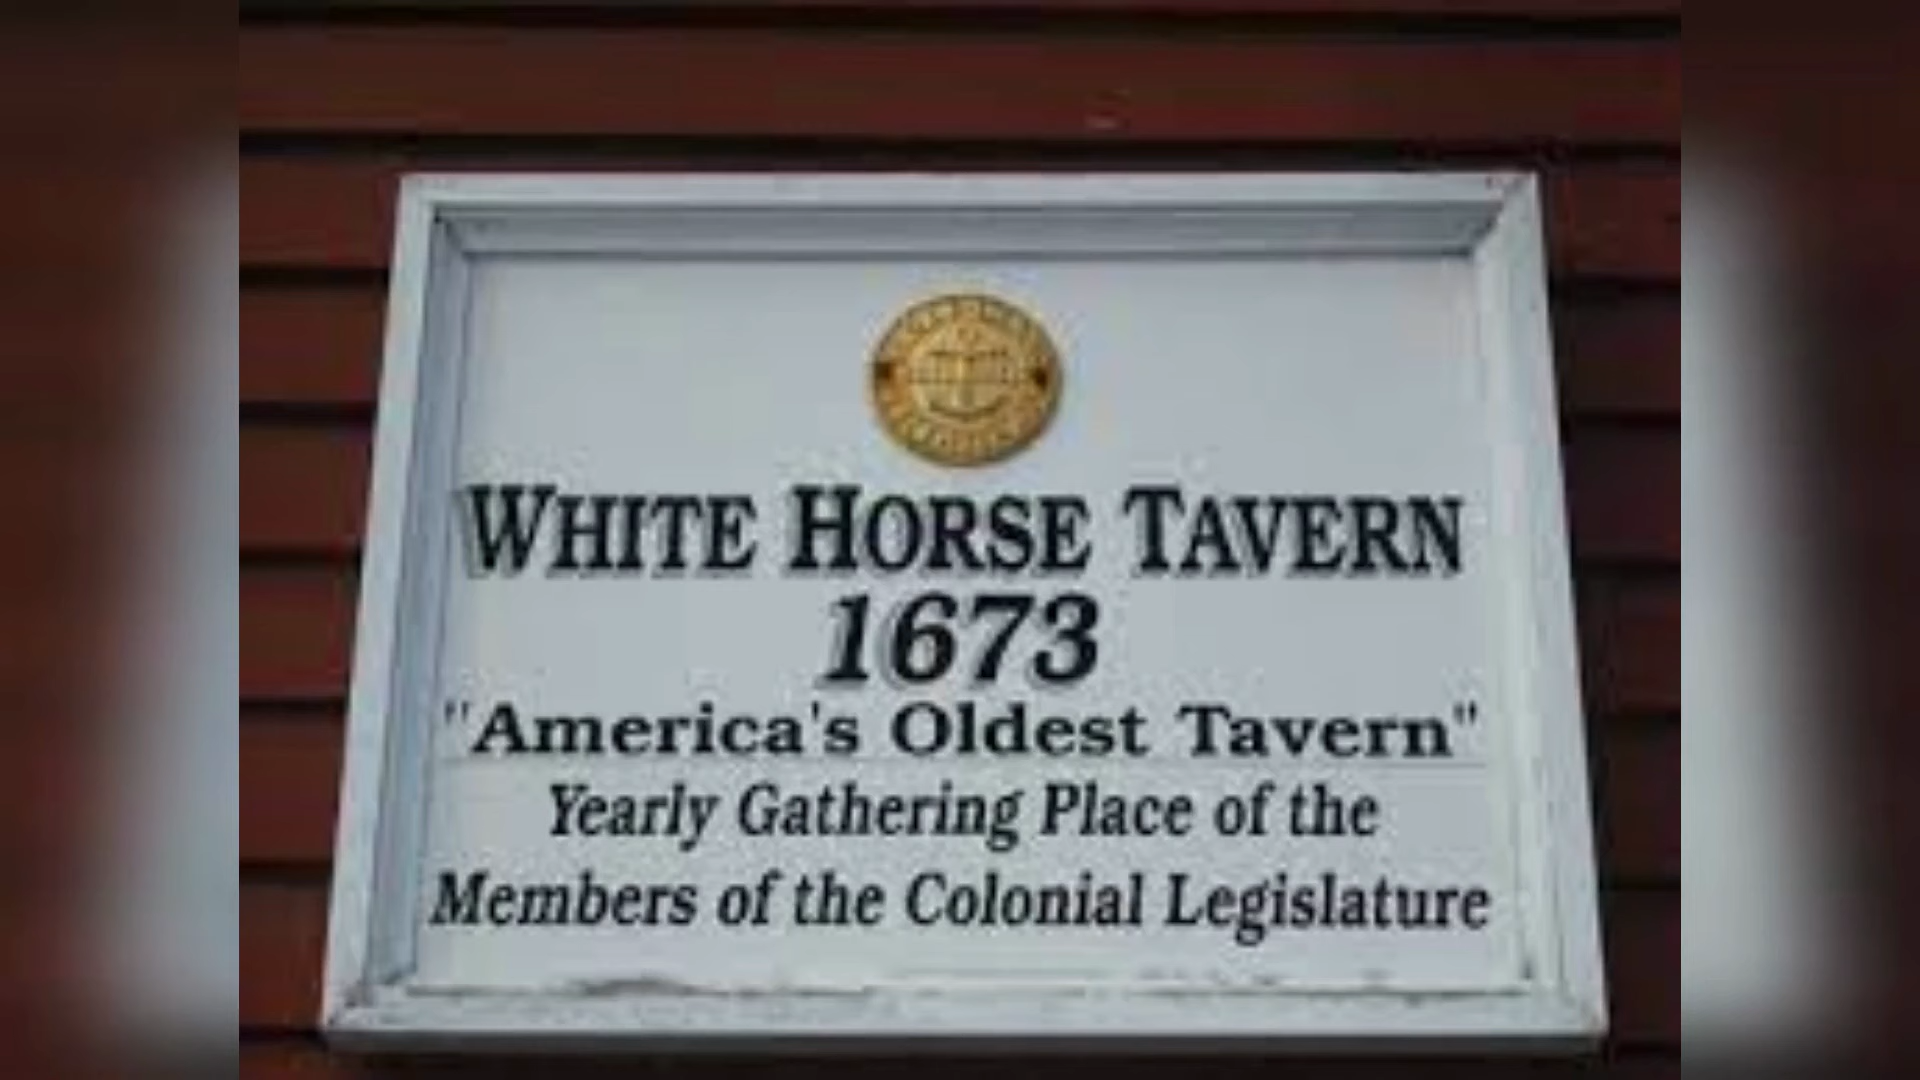 WHITE HORSE TAVERN
1673
"America's Oldest Tavern"
Yearly Gathering Place of the
Members of the Colonial Legislature